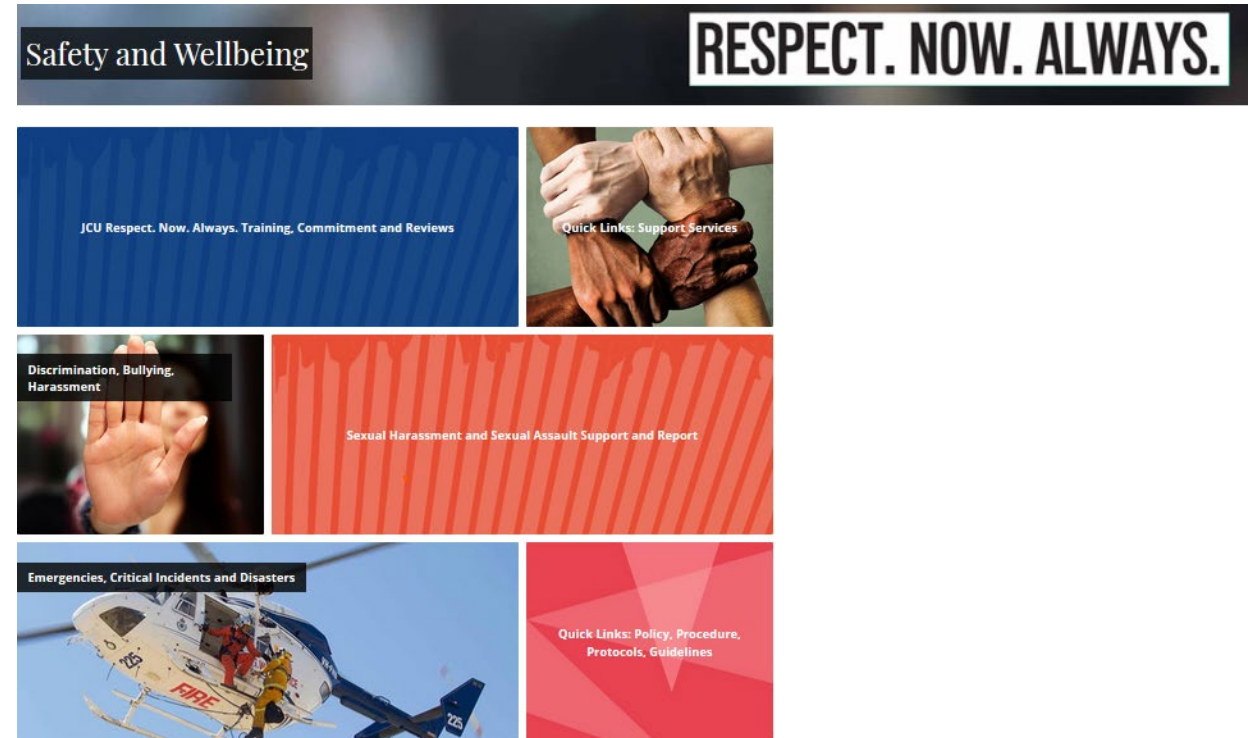 Safety and Wellbeing
RESPECT. NOW. ALWAYS.
JCU Respect. Now. Always. Training, Commitment and Reviews
Quick Links: Support Services
Discrimination, Bullying,
Harassment
Sexual Harassment and Sexual Assault Support and Report
Emergencies, Critical Incidents and Disasters
225
FIRE
225
Quick Links: Policy, Procedure,
Protocols, Guidelines